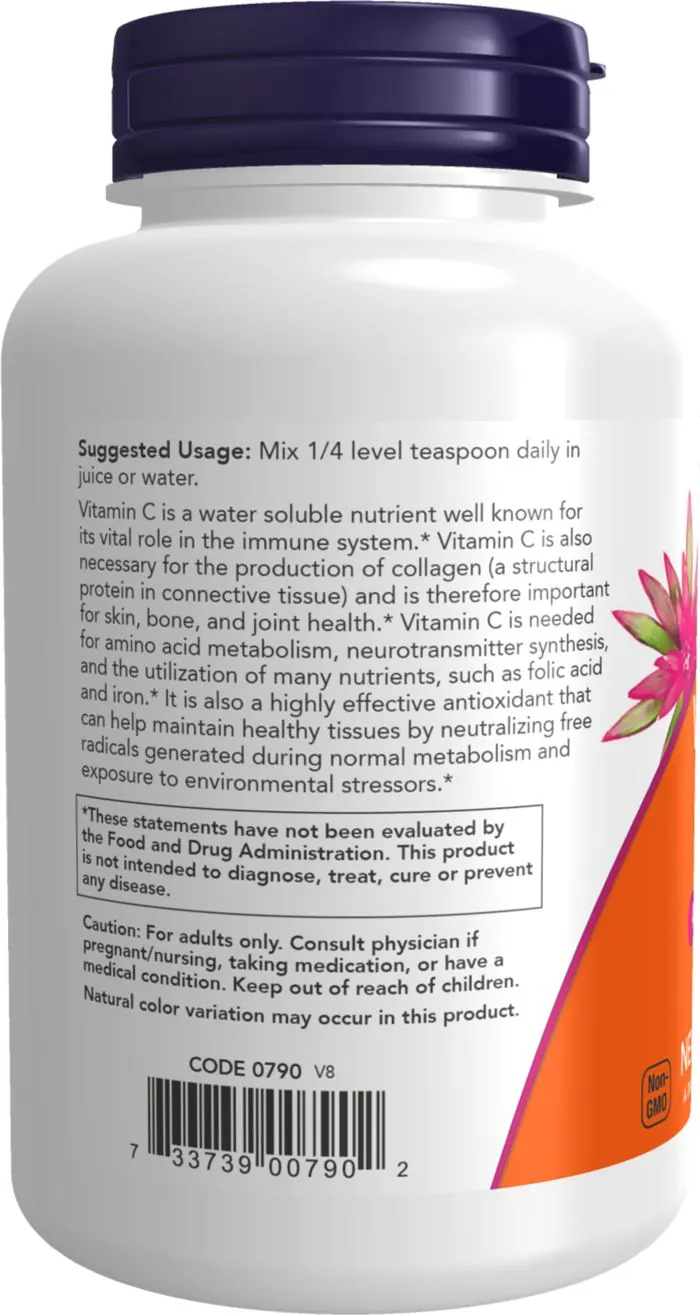 Suggested Usage: Mix 1/4 level teaspoon daily in
juice or water.
Vitamin C is a water soluble nutrient well known for
its vital role in the immune system.* Vitamin C is also
necessary for the production of collagen (a structural
protein in connective tissue) and is therefore important
for skin, bone, and joint health.* Vitamin C is needed
for amino acid metabolism, neurotransmitter synthesis,
and the utilization of many nutrients, such as folic acid
and iron.* It is also a highly effective antioxidant that
can help maintain healthy tissues by neutralizing free
radicals generated during normal metabolism and
exposure to environmental stressors.*
*These statements have not been evaluated by
the Food and Drug Administration. This product
is not intended to diagnose, treat, cure or prevent
any disease.
Caution: For adults only. Consult physician if
pregnant/nursing, taking medication, or have a
medical condition. Keep out of reach of children.
Natural color variation may occur in this product.
CODE 0790 V8
7 33739 00790 2
Non-
GMO